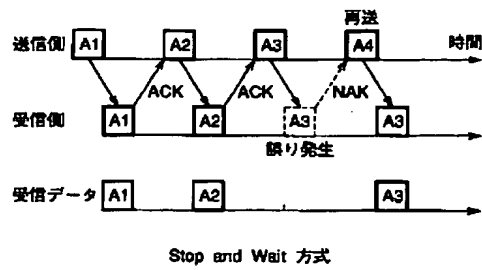 再送
送信側 A1 A2 A3 A4 時間
ACK ACK NAK
受信側 A1 A2 A3 A3
誤り発生
受信データ A1 A2 A3
Stop and Wait 方式